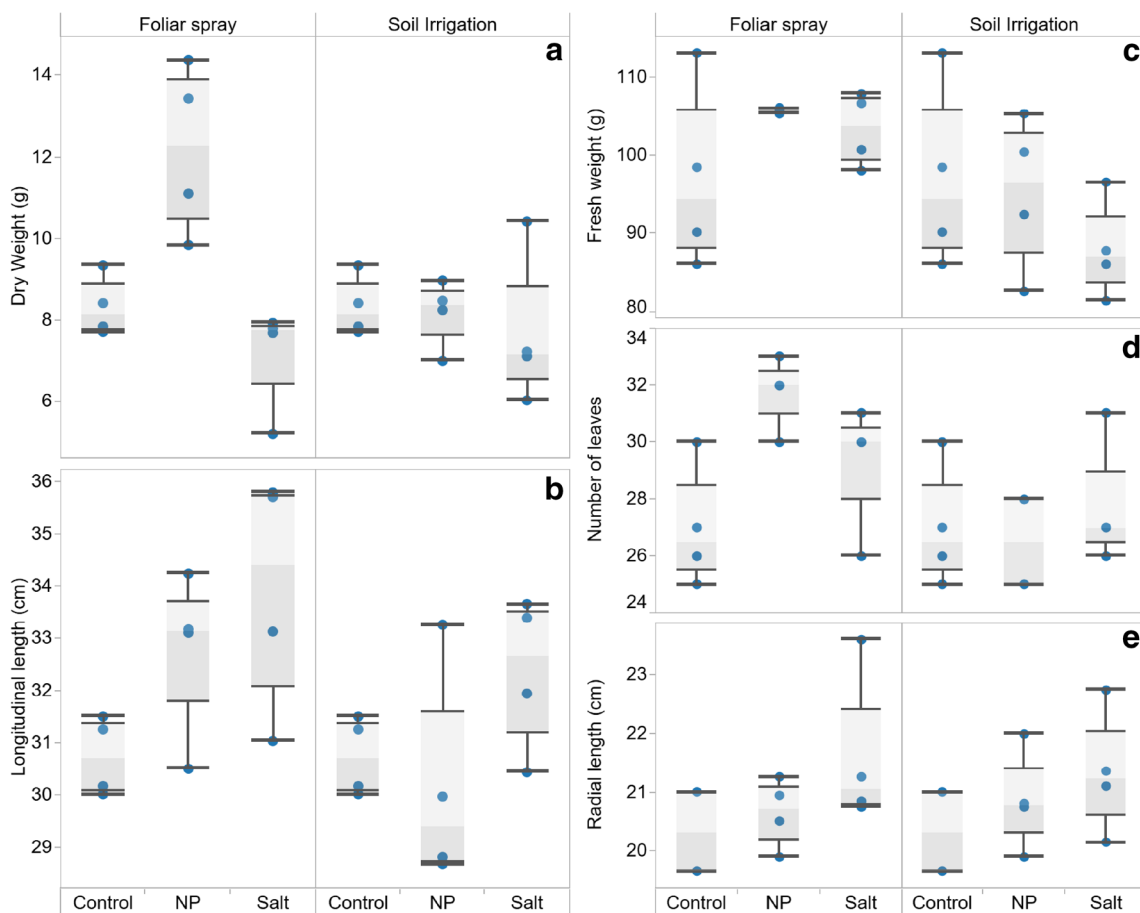 Foliar spray Soil Irrigation
a
Dry Weight (g)
14
12
10
8
6
b
Longitudinal length (cm)
36
35
34
33
32
31
30
29
Control NP Salt Control NP Salt
Foliar spray Soil Irrigation
c
Fresh weight (g)
110
100
90
80
d
Number of leaves
34
32
30
28
26
24
e
Radial length (cm)
23
22
21
20
Control NP Salt Control NP Salt